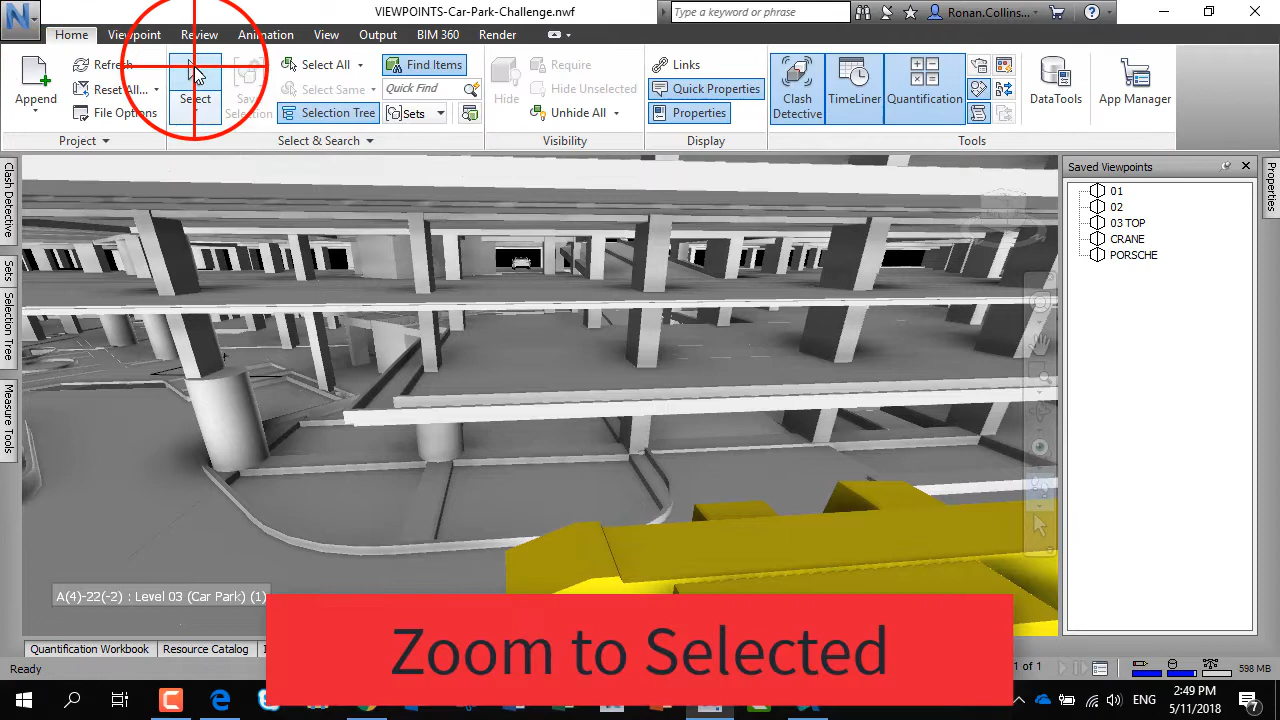 VIEWPOINTS-Car-Park-Challenge.nwf
Type a keyword or phrase
Ronan.Collins...
Home Viewpoint Review Animation View Output BIM 360 Render
Append
Refresh
Reset All...
File Options
Project
Select
Save Selection
Select All
Select Same
Selection Tree
Find Items
Quick Find
Sets
Select & Search
Hide
Require
Hide Unselected
Unhide All
Visibility
Links
Quick Properties
Properties
Display
Clash Detective
TimeLiner
Quantification
DataTools
App Manager
Tools
Clash Detective
Sets
Selection Tree
Measure Tools
Saved Viewpoints
01
02
03 TOP
CRANE
PORSCHE
Properties
A(4)-22(-2) : Level 03 (Car Park) (1)
Zoom to Selected
Quantification Workbook Resource Catalog
Ready
1 of 1
598 MB
ENG
2:49 PM
5/11/2018
7